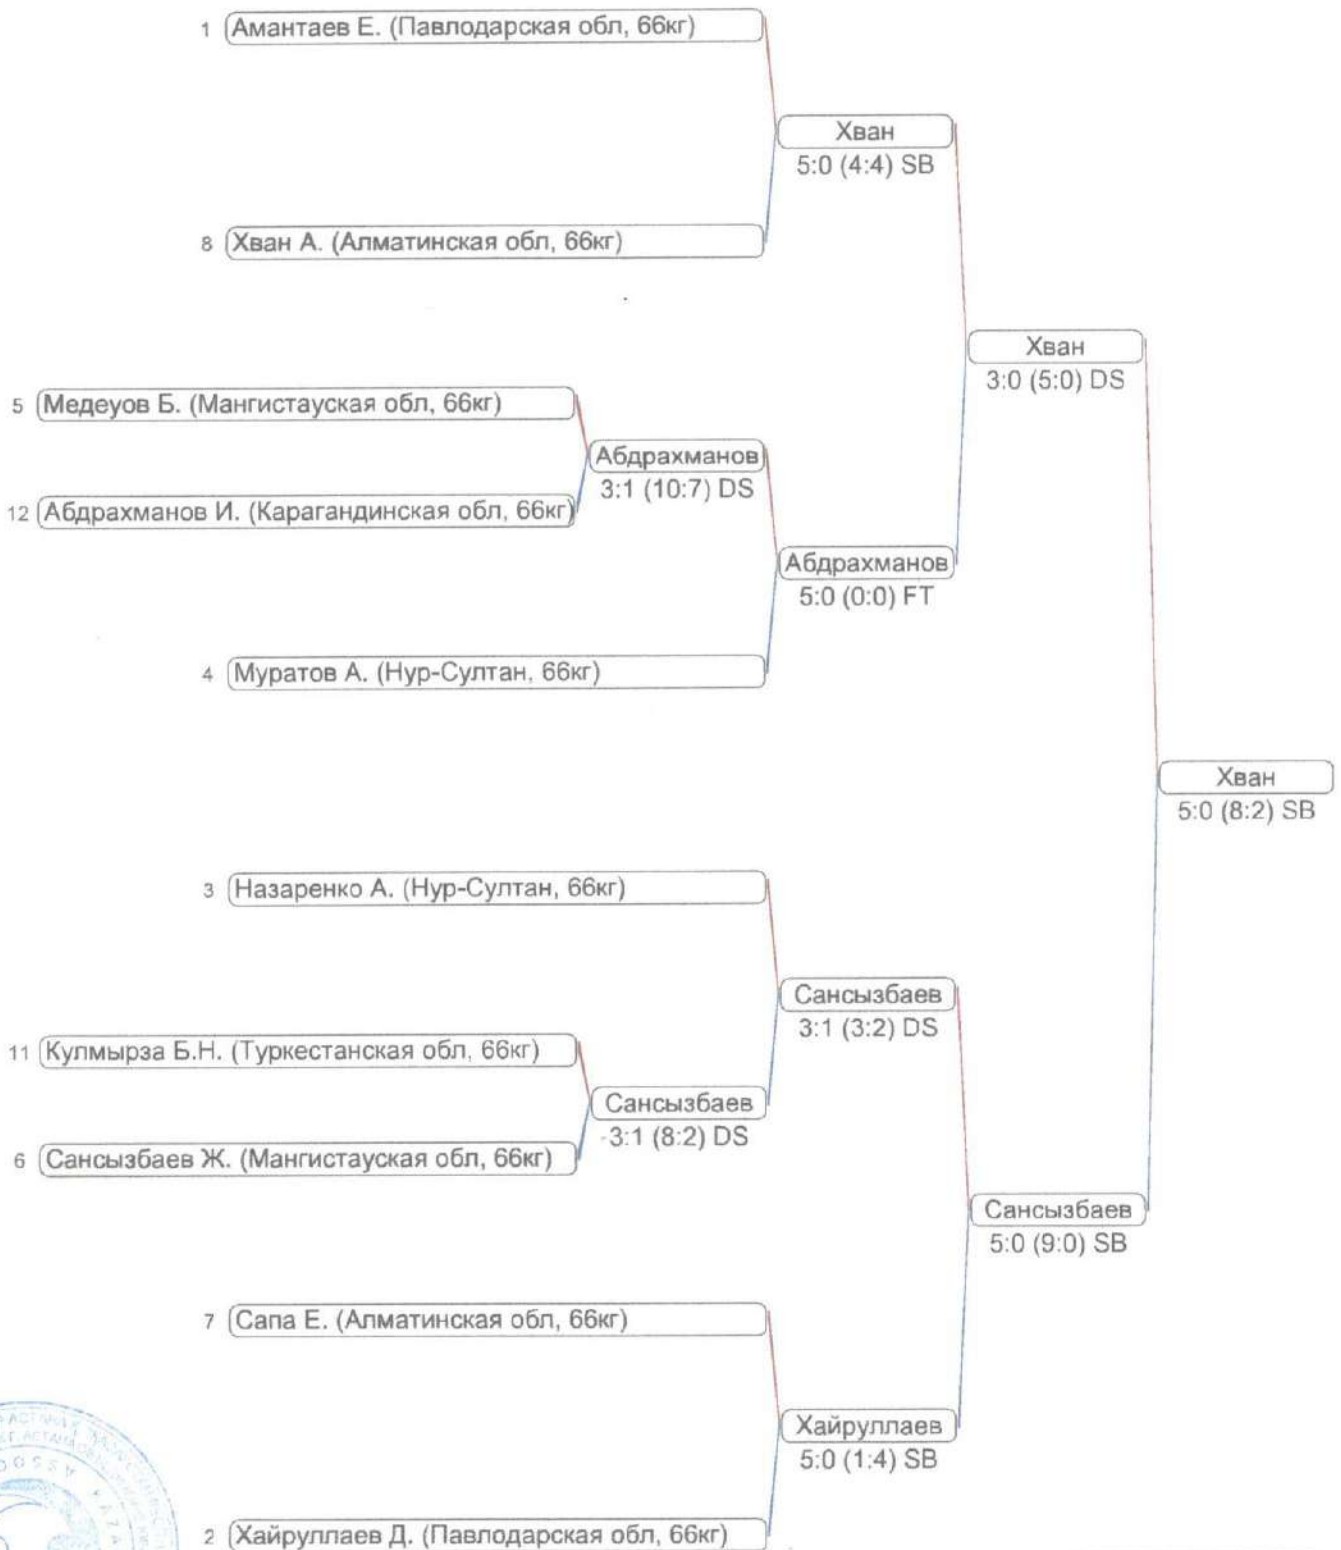 1 Амантаев Е. (Павлодарская обл, 66кг)
Хван
5:0 (4:4) SB
8 Хван А. (Алматинская обл, 66кг)
Хван
3:0 (5:0) DS
5 Медеуов Б. (Мангистауская обл, 66кг)
Абдрахманов
3:1 (10:7) DS
12 Абдрахманов И. (Карагандинская обл, 66кг)
Абдрахманов
5:0 (0:0) FT
4 Муратов А. (Нур-Султан, 66кг)
Хван
5:0 (8:2) SB
3 Назаренко А. (Нур-Султан, 66кг)
Сансызбаев
3:1 (3:2) DS
11 Кулмырза Б.Н. (Туркестанская обл, 66кг)
Сансызбаев
3:1 (8:2) DS
6 Сансызбаев Ж. (Мангистауская обл, 66кг)
Сансызбаев
5:0 (9:0) SB
7 Сапа Е. (Алматинская обл, 66кг)
Хайруллаев
5:0 (1:4) SB
2 Хайруллаев Д. (Павлодарская обл, 66кг)